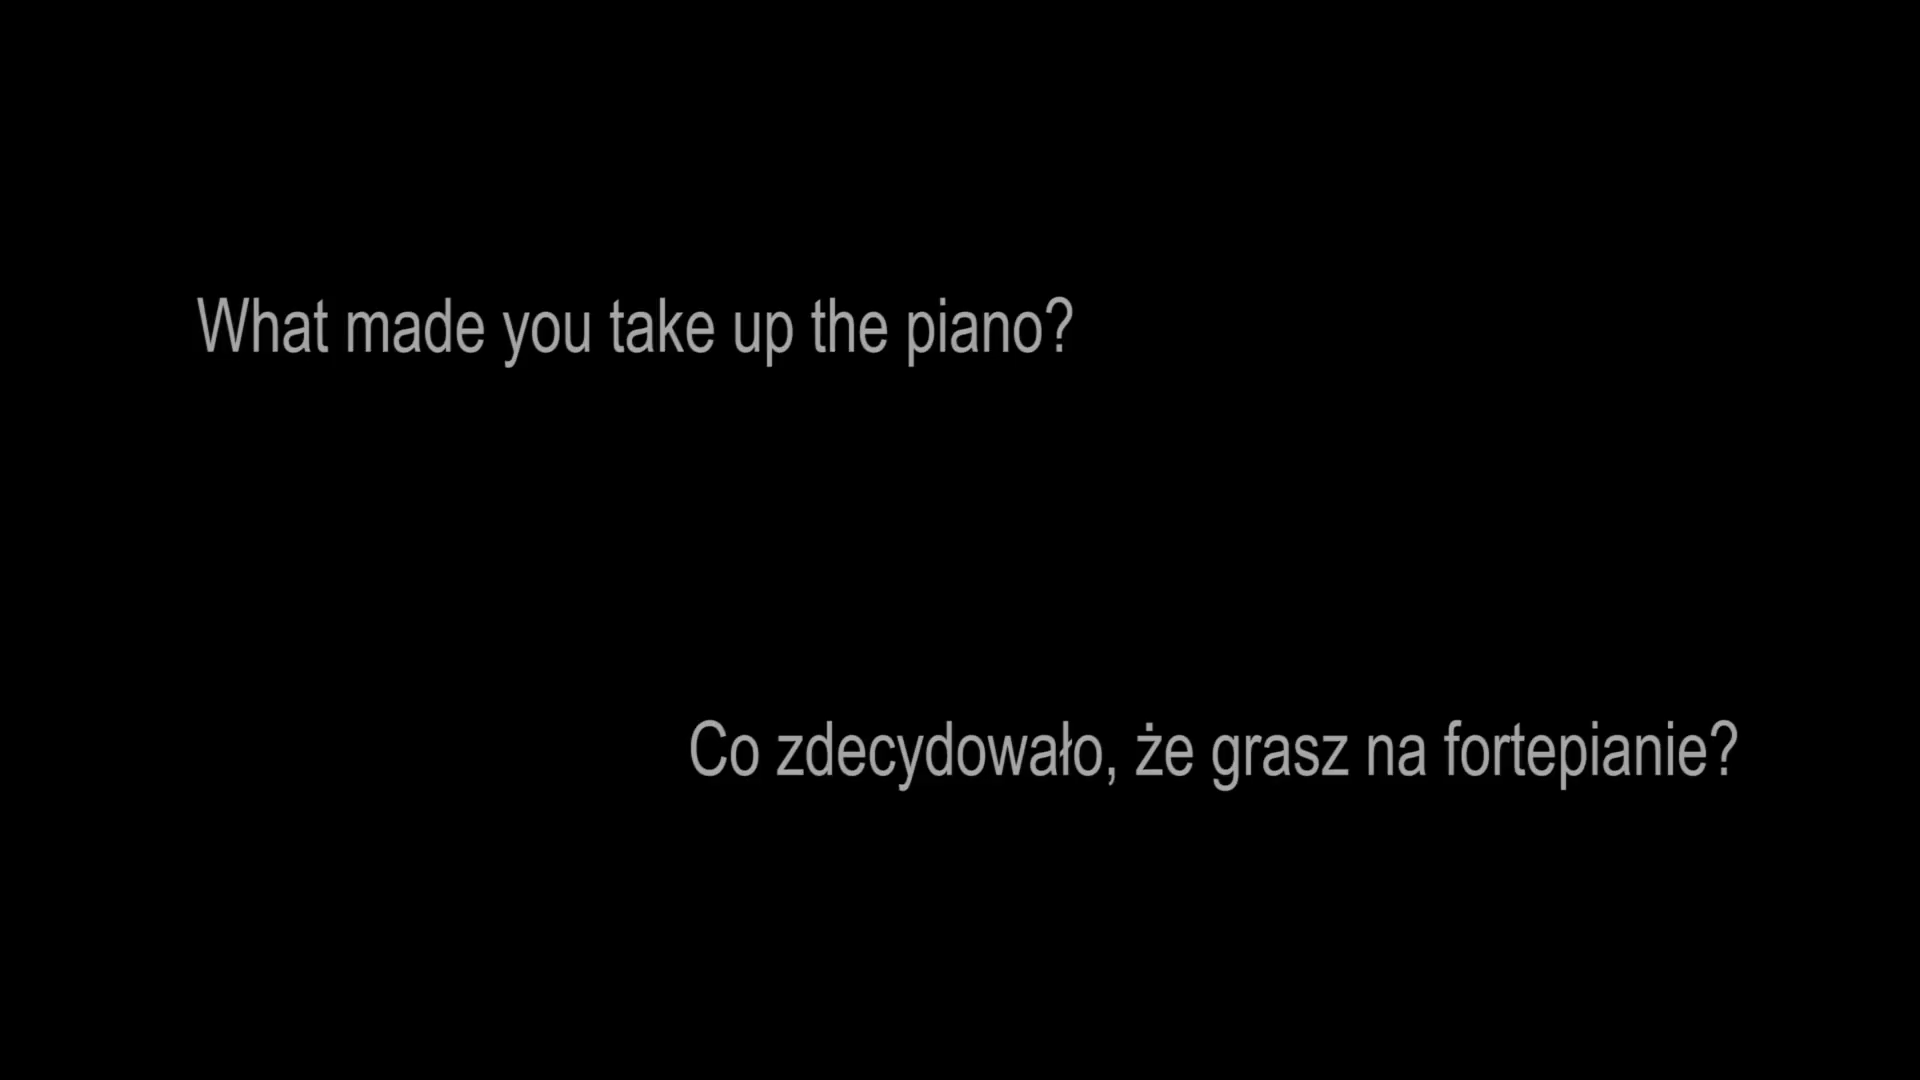 What made you take up the piano?
Co zdecydowało, że grasz na fortepianie?